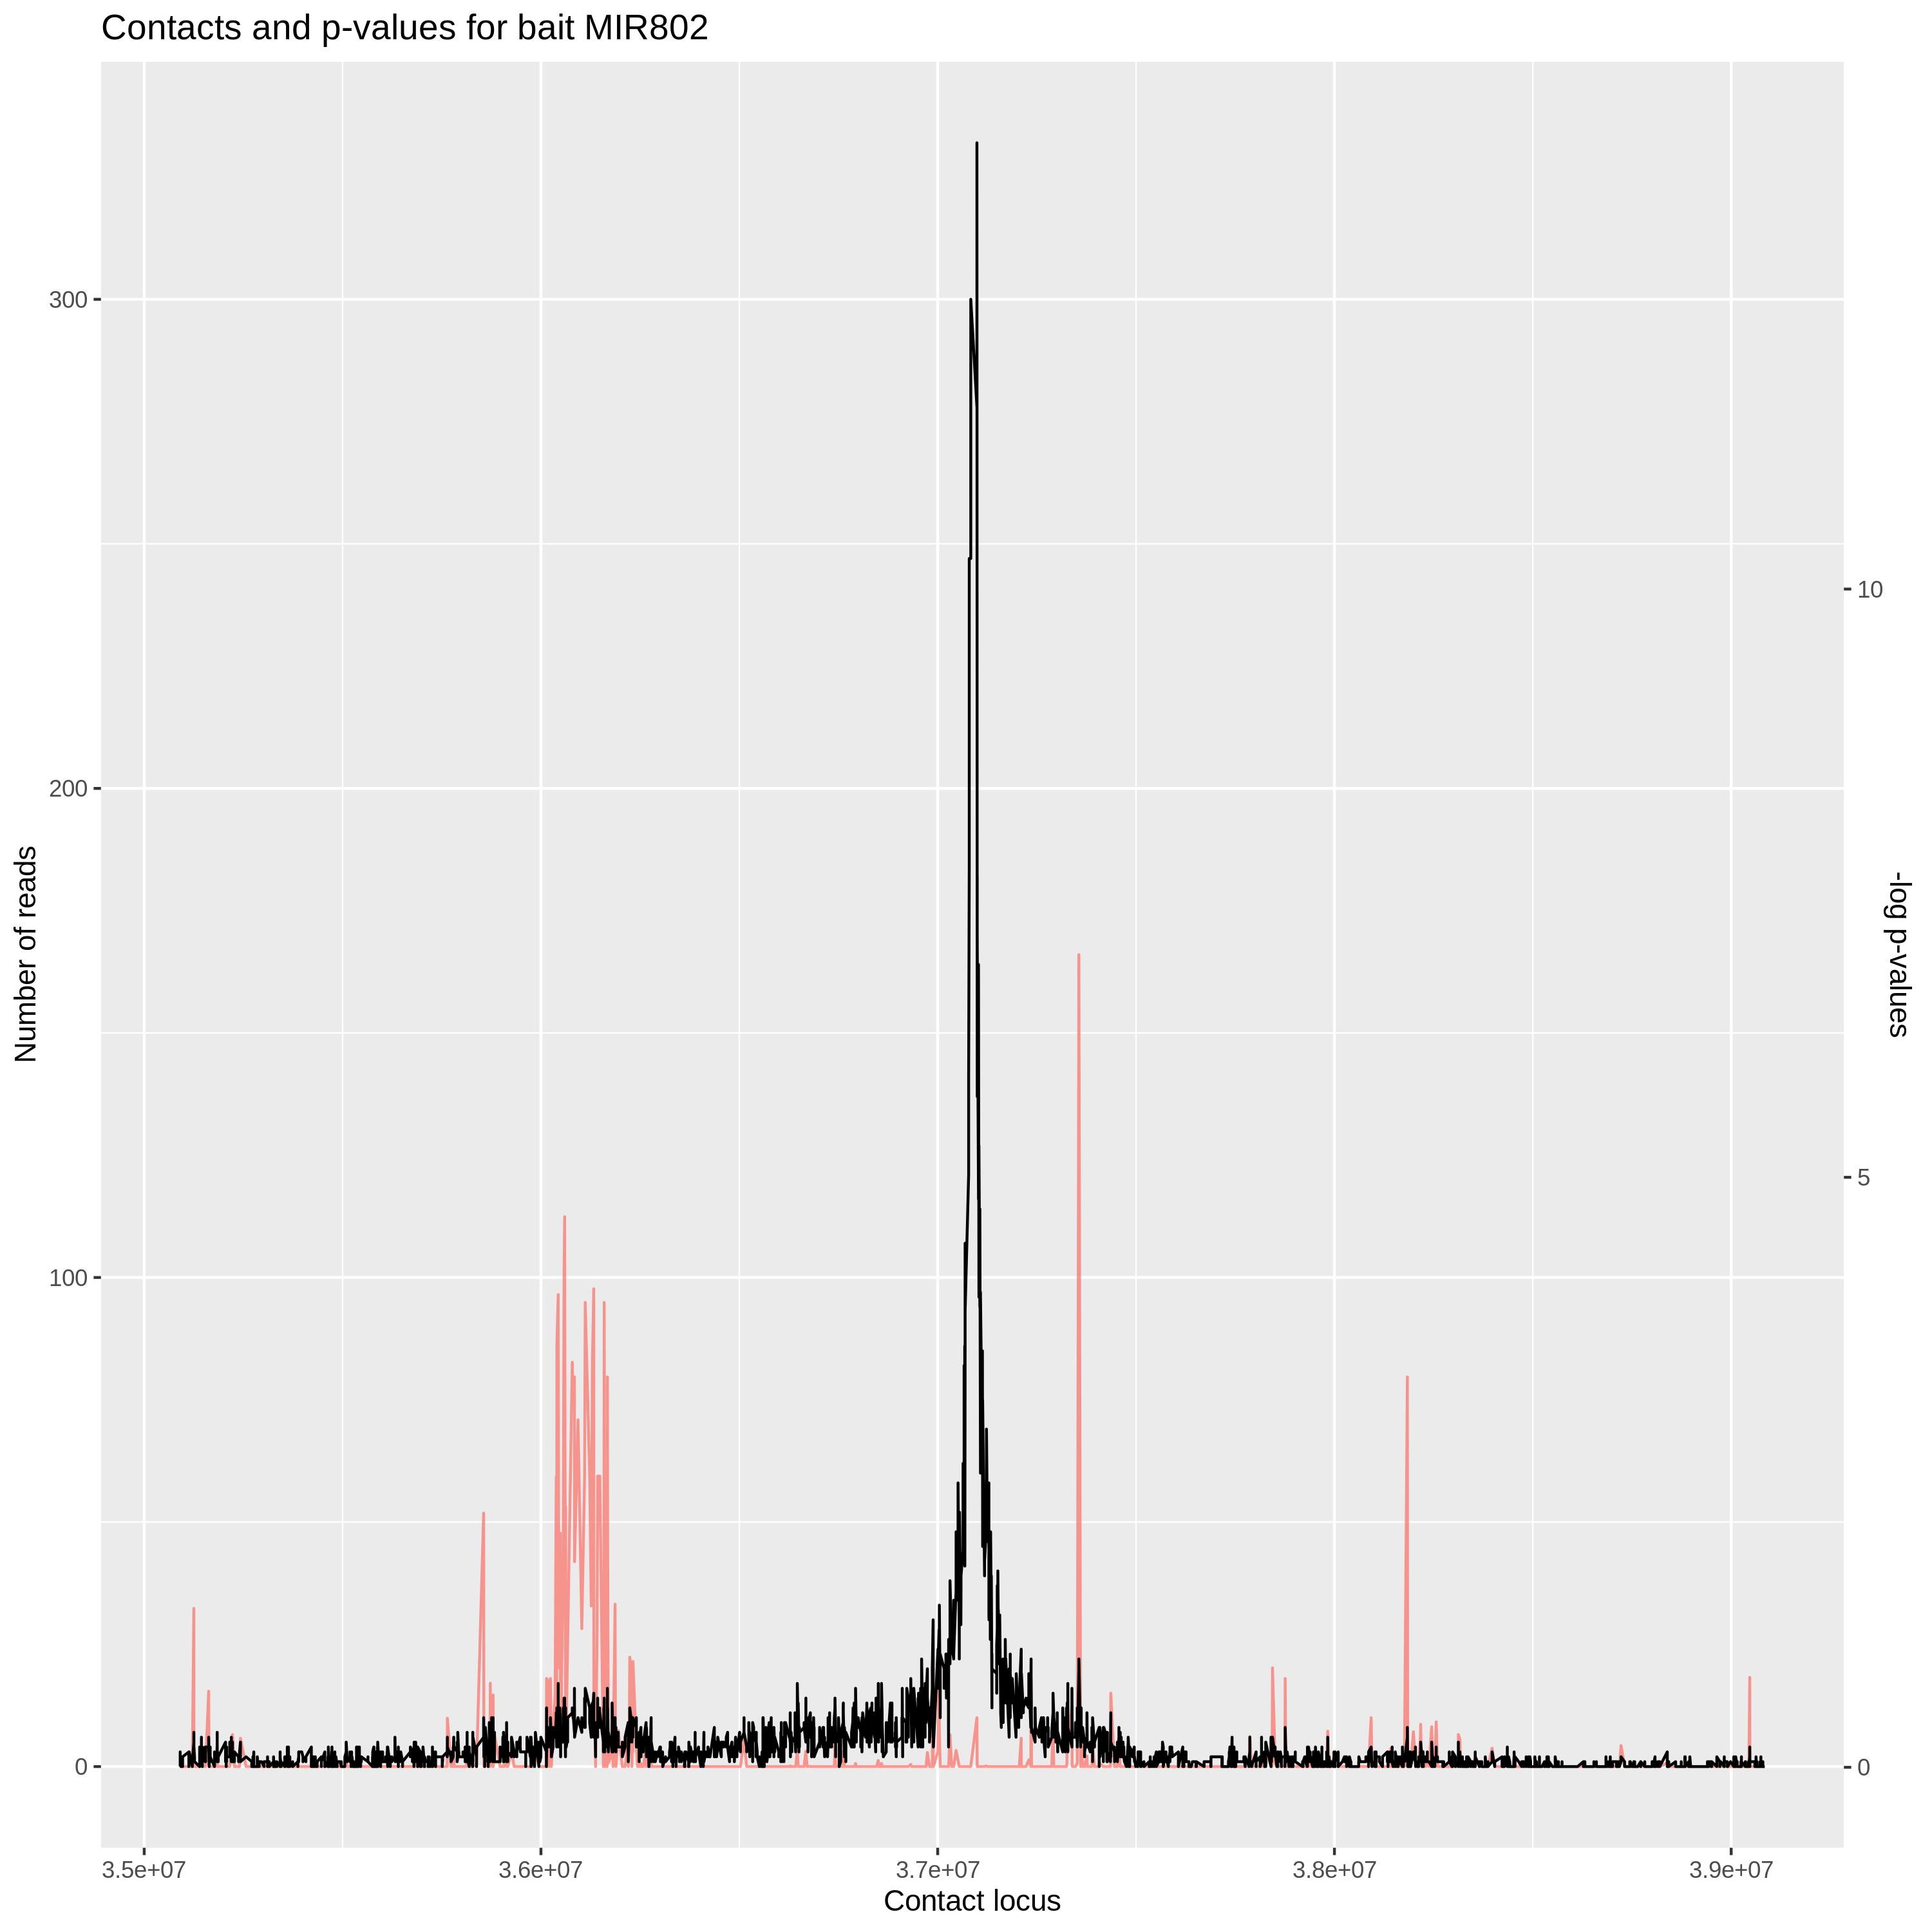 Contacts and p-values for bait MIR802
Number of reads
300
200
100
0
10
5
0
-log p-values
3.5e+07 3.6e+07 3.7e+07 3.8e+07 3.9e+07
Contact locus